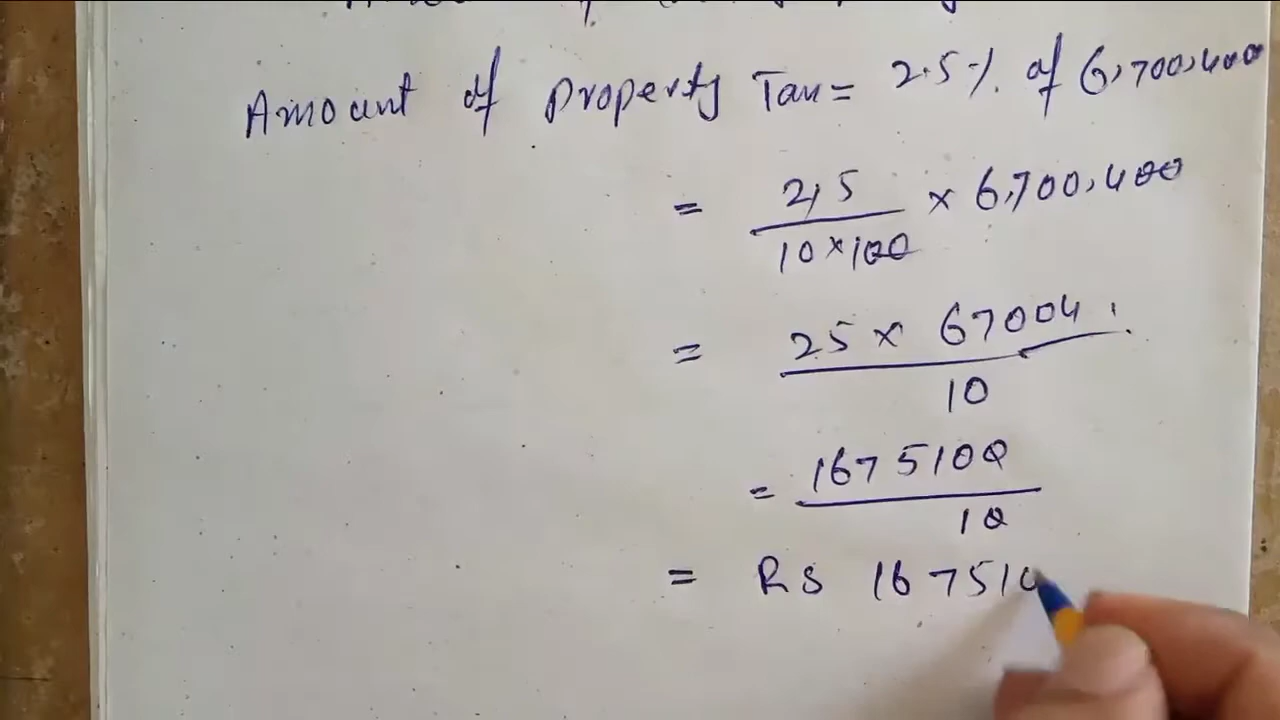 Amount of property Tax = 2.5% of 6,700,400
= 2.5 / 10×100 × 6,700,400
= 25 × 67004 / 10
= 1675100 / 10
= RS 167510